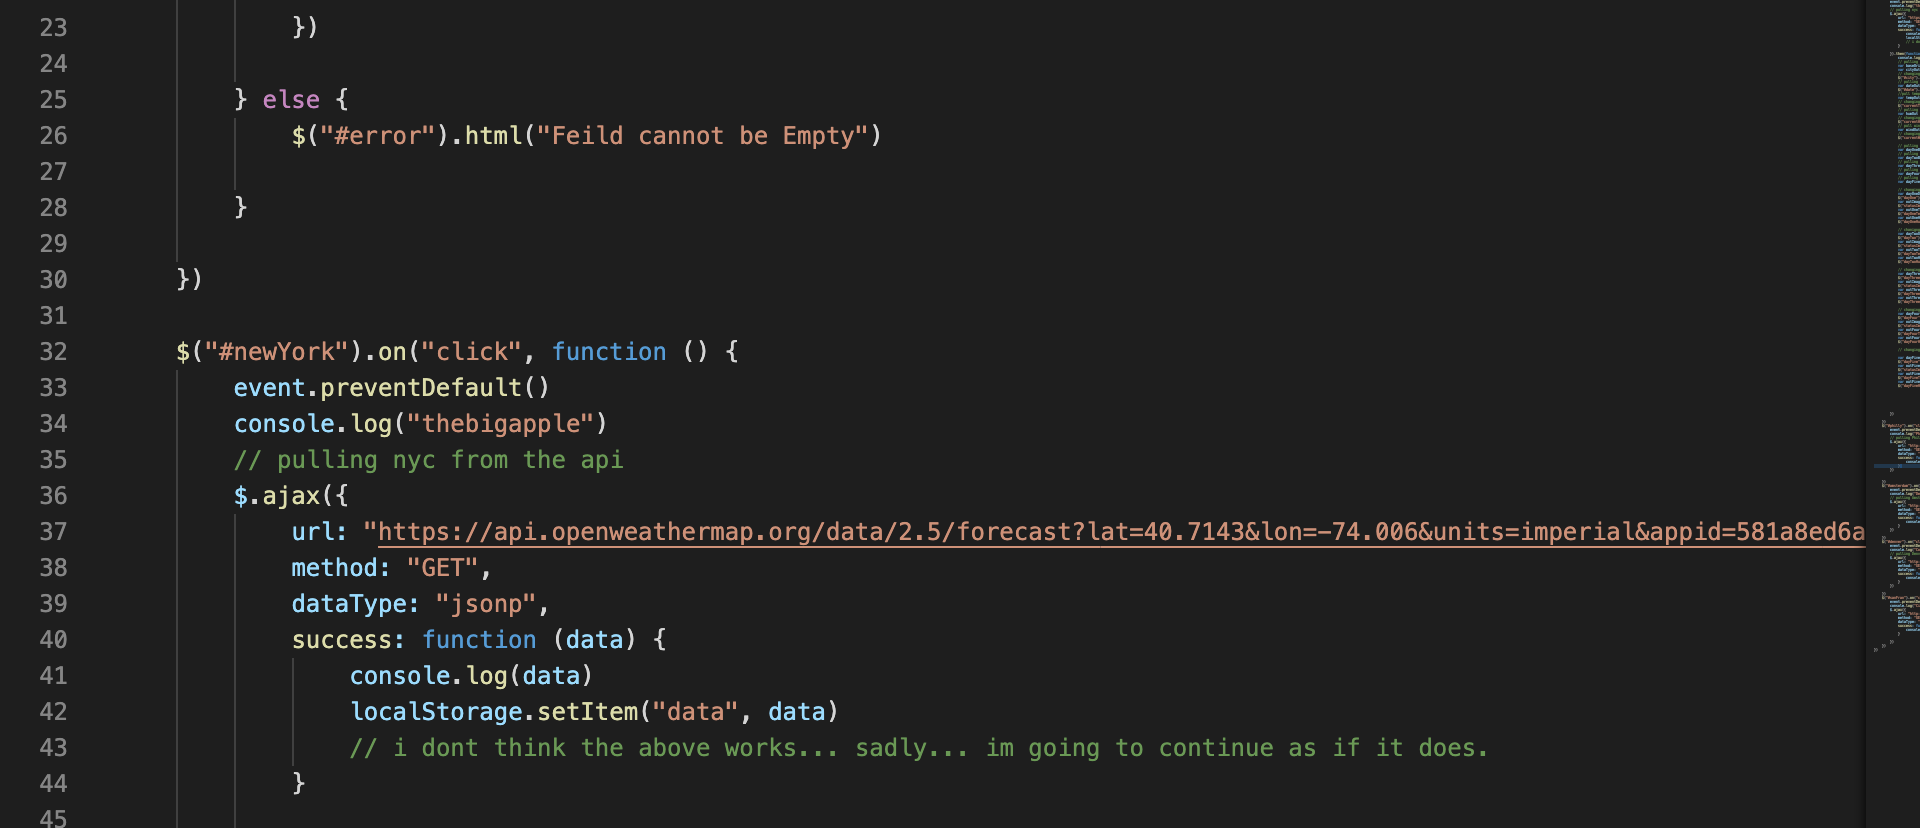 23 })
24
25 } else {
26 $("#error").html("Feild cannot be Empty")
27
28 }
29
30 })
31
32 $("#newYork").on("click", function () {
33 event.preventDefault()
34 console.log("thebigapple")
35 // pulling nyc from the api
36 $.ajax({
37 url: "https://api.openweathermap.org/data/2.5/forecast?lat=40.7143&lon=-74.006&units=imperial&appid=581a8ed6a
38 method: "GET",
39 dataType: "jsonp",
40 success: function (data) {
41 console.log(data)
42 localStorage.setItem("data", data)
43 // i dont think the above works... sadly... im going to continue as if it does.
44 }
45